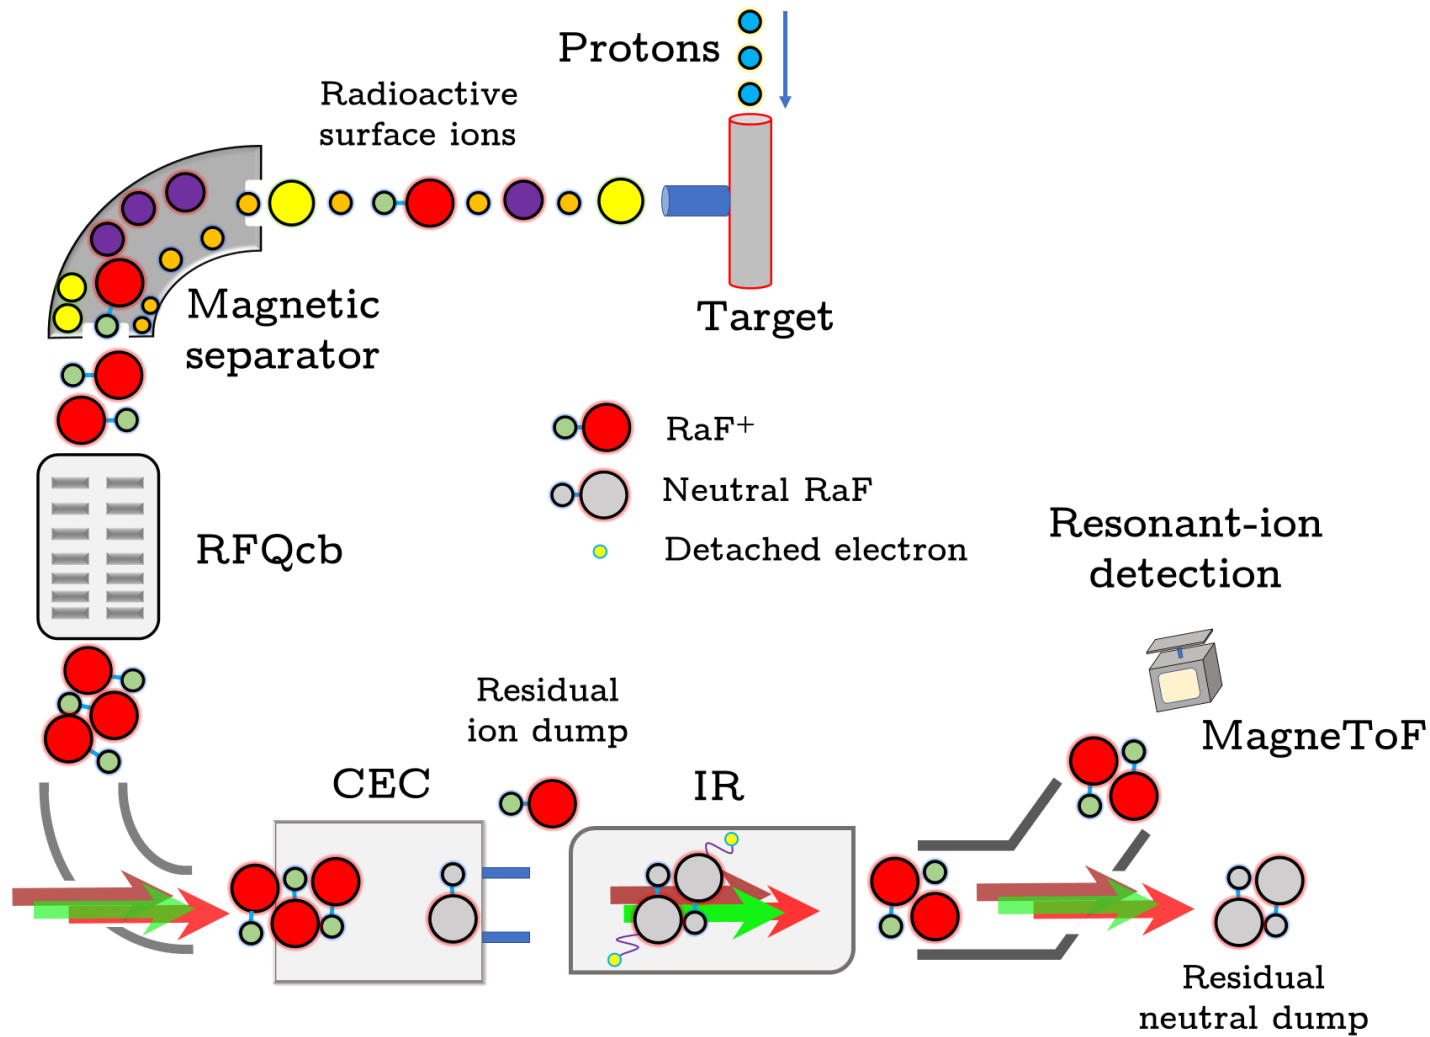 Protons
Radioactive
surface ions
Magnetic
separator
Target
RaF⁺
Neutral RaF
Detached electron
RFQcb
Resonant-ion
detection
MagneToF
Residual
ion dump
CEC
IR
Residual
neutral dump